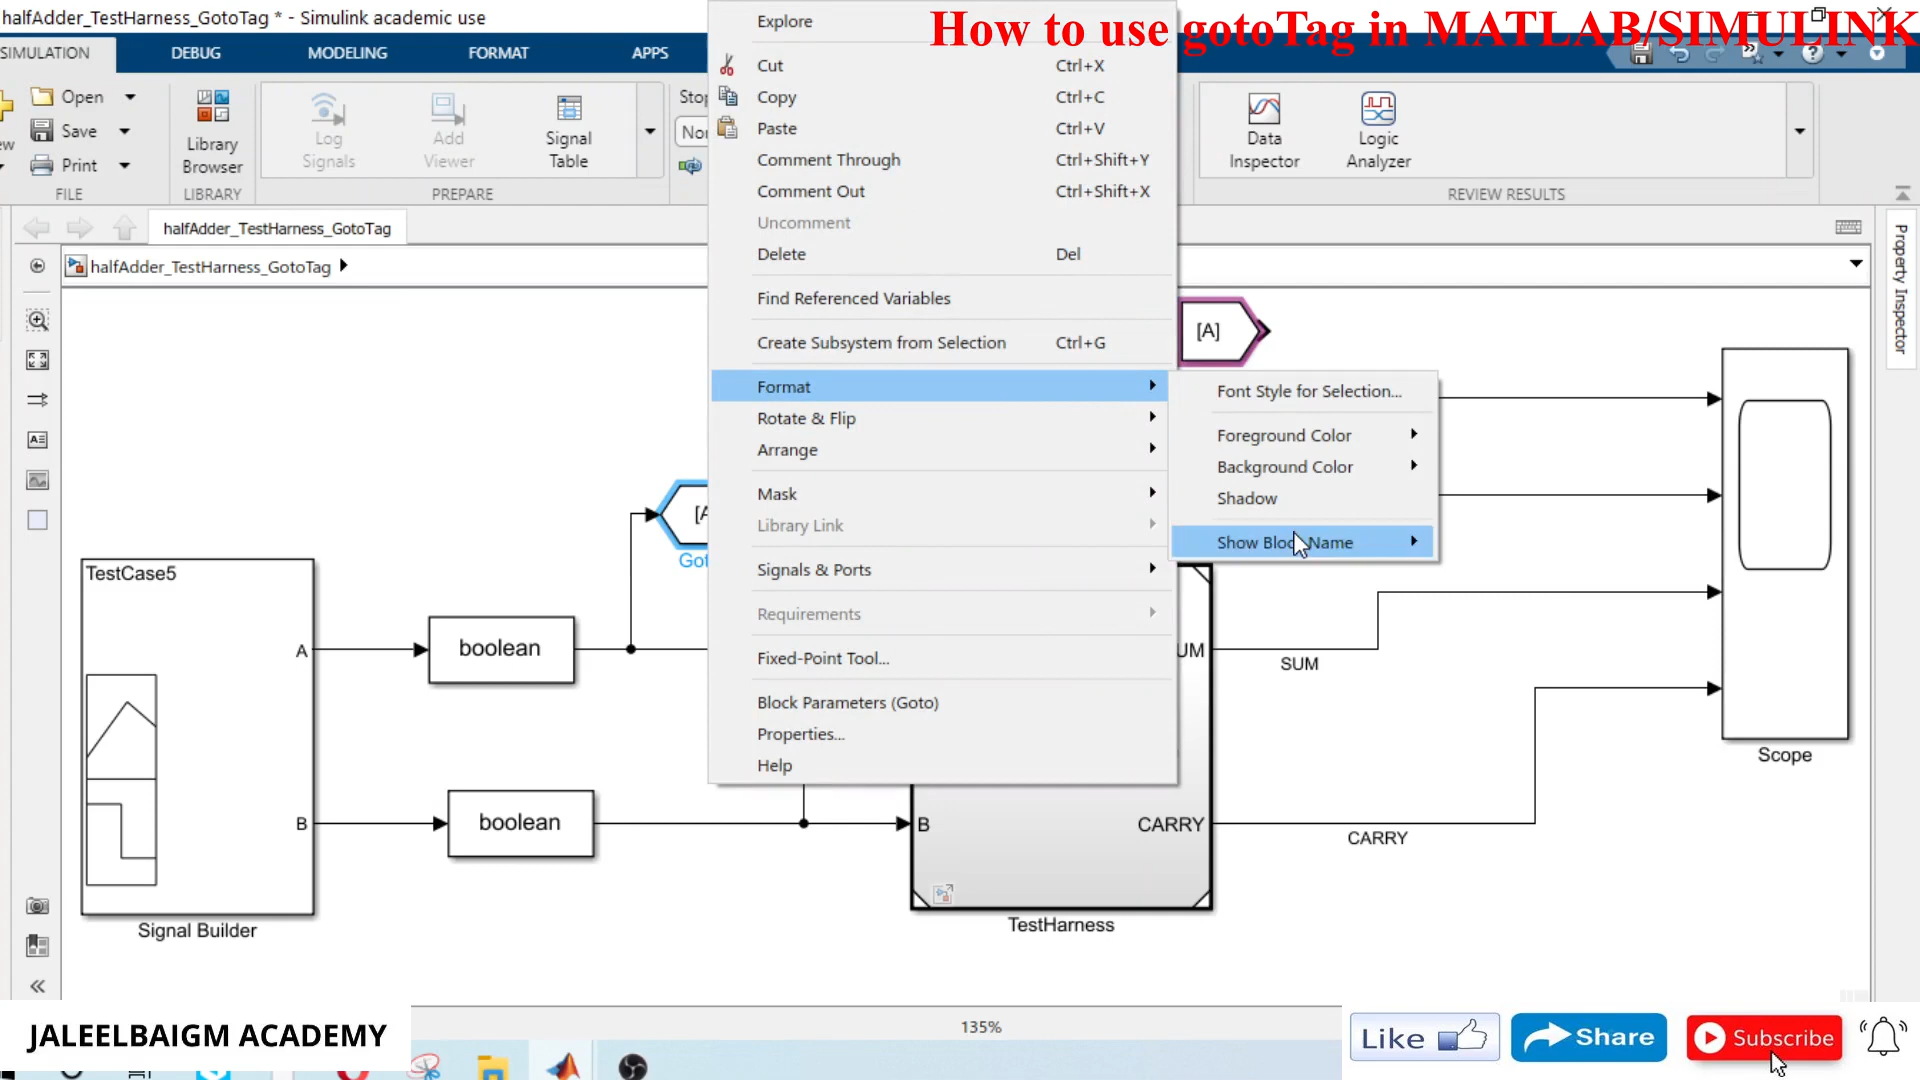 halfAdder_TestHarness_GotoTag * - Simulink academic use
How to use gotoTag in MATLAB/SIMULINK
SIMULATION
DEBUG
MODELING
FORMAT
APPS
Open
Save
Print
FILE
Library
Browser
LIBRARY
Log
Signals
Add
Viewer
Signal
Table
PREPARE
Data
Inspector
Logic
Analyzer
REVIEW RESULTS
halfAdder_TestHarness_GotoTag
halfAdder_TestHarness_GotoTag
Property Inspector
Explore
Cut Ctrl+X
Copy Ctrl+C
Paste Ctrl+V
Comment Through Ctrl+Shift+Y
Comment Out Ctrl+Shift+X
Uncomment
Delete Del
Find Referenced Variables
Create Subsystem from Selection Ctrl+G
Format
Rotate & Flip
Arrange
Mask
Library Link
Signals & Ports
Requirements
Fixed-Point Tool...
Block Parameters (Goto)
Properties...
Help
Font Style for Selection...
Foreground Color
Background Color
Shadow
Show Block Name
[A]
TestCase5
A
B
Signal Builder
boolean
boolean
B
CARRY
TestHarness
SUM
CARRY
Scope
135%
JALEELBAIGM ACADEMY
Like
Share
Subscribe